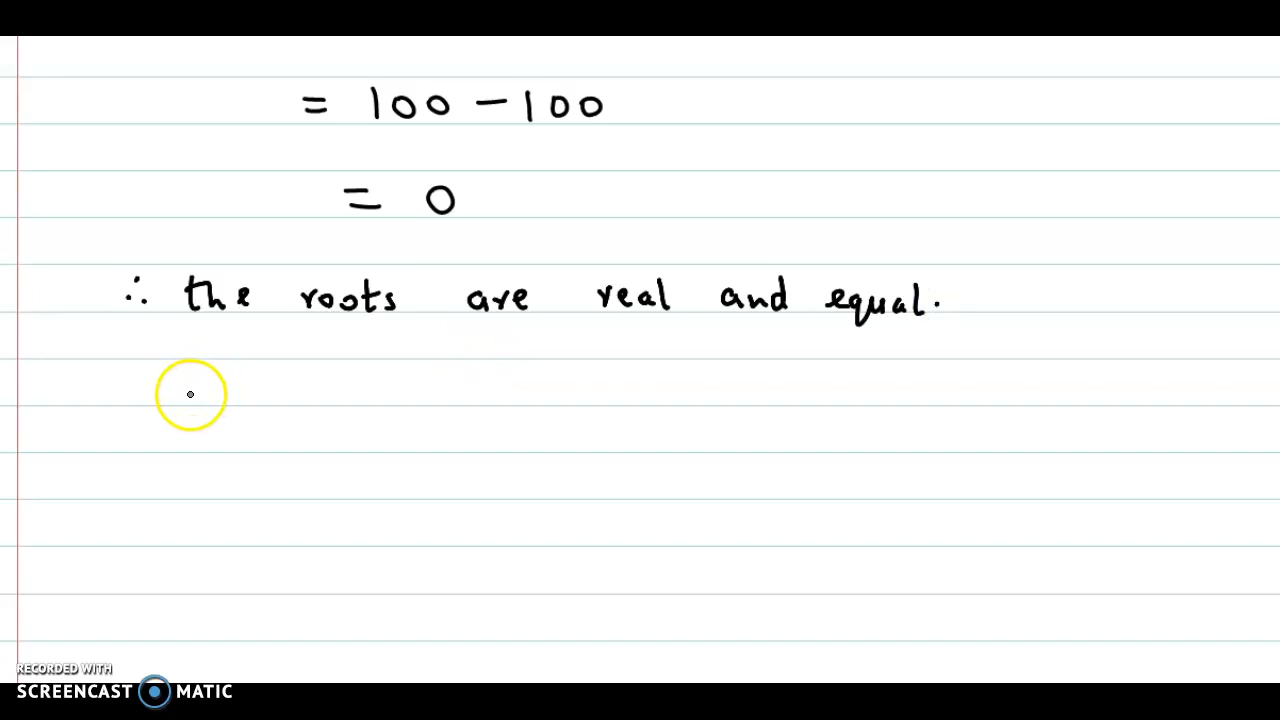 = 100 − 100
= 0
∴ the roots are real and equal.
RECORDED WITH
SCREENCAST MATIC